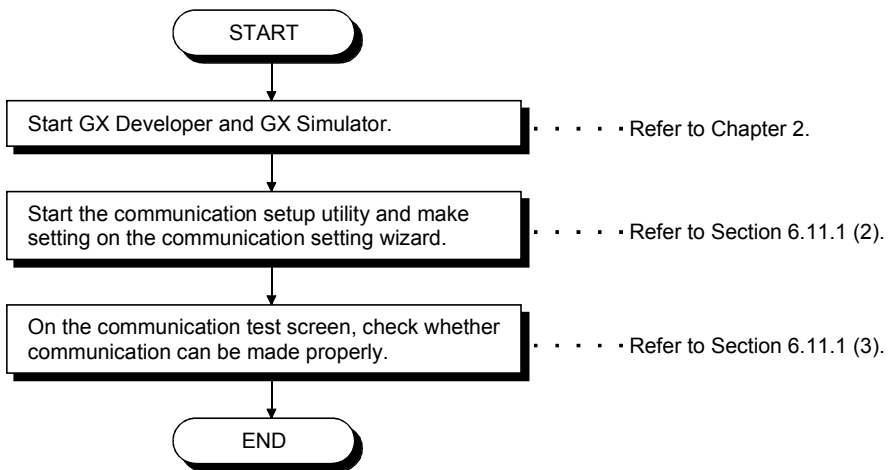 START
Start GX Developer and GX Simulator.
Refer to Chapter 2.
Start the communication setup utility and make
setting on the communication setting wizard.
Refer to Section 6.11.1 (2).
On the communication test screen, check whether
communication can be made properly.
Refer to Section 6.11.1 (3).
END